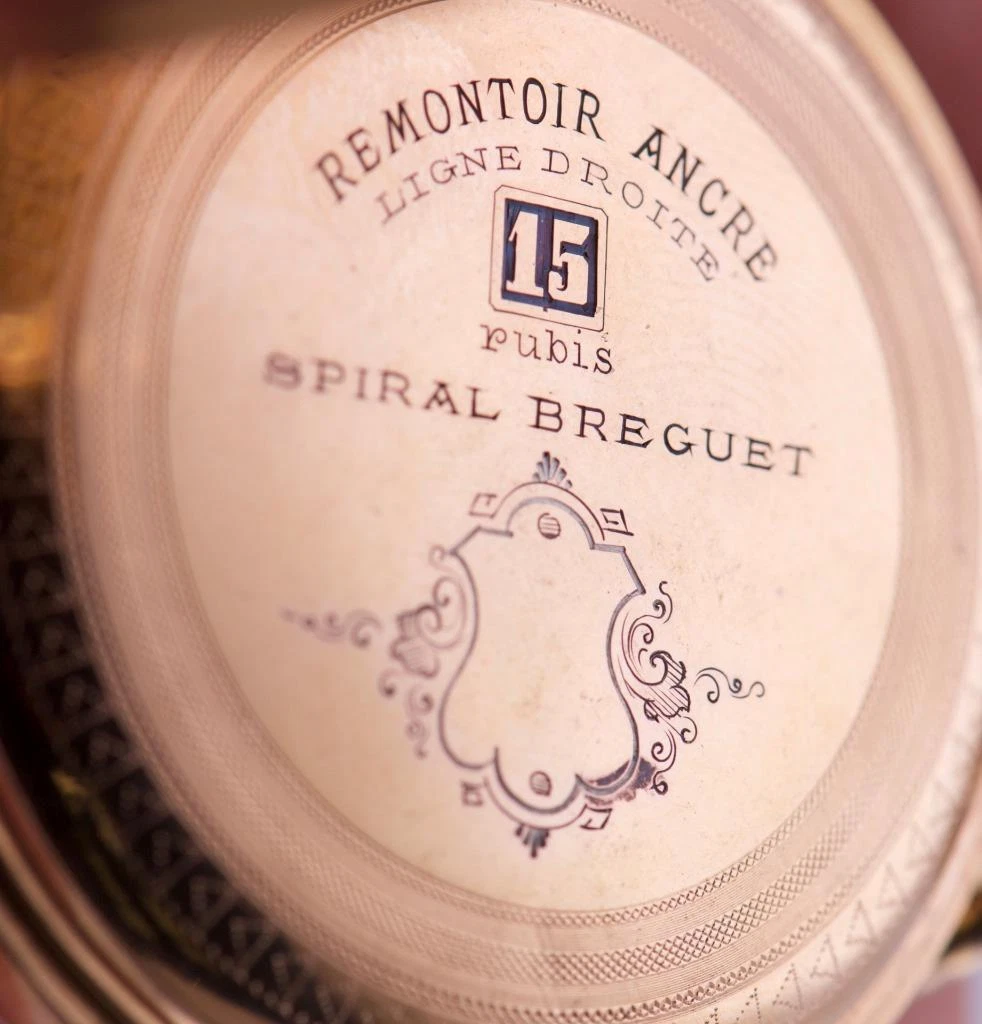 REMONTOIR ANCRE
LIGNE DROITE
15
rubis
SPIRAL BREGUET